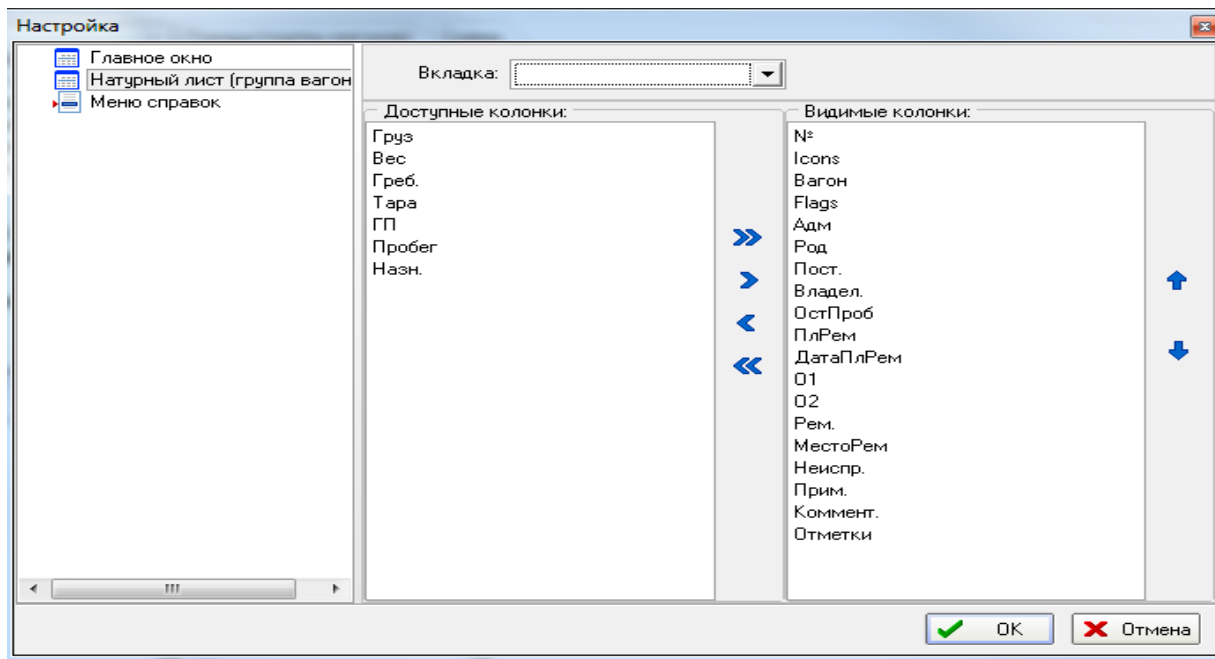 Настройка
Главное окно
Натурный лист (группа вагон
Меню справок
Вкладка:
Доступные колонки:
Груз
Вес
Греб.
Тара
ГП
Пробег
Назн.
Видимые колонки:
№
Icons
Вагон
Flags
Адм
Род
Пост.
Владел.
ОстПроб
ПлРем
ДатаПлРем
О1
О2
Рем.
МестоРем
Неиспр.
Прим.
Коммент.
Отметки
OK
Отмена